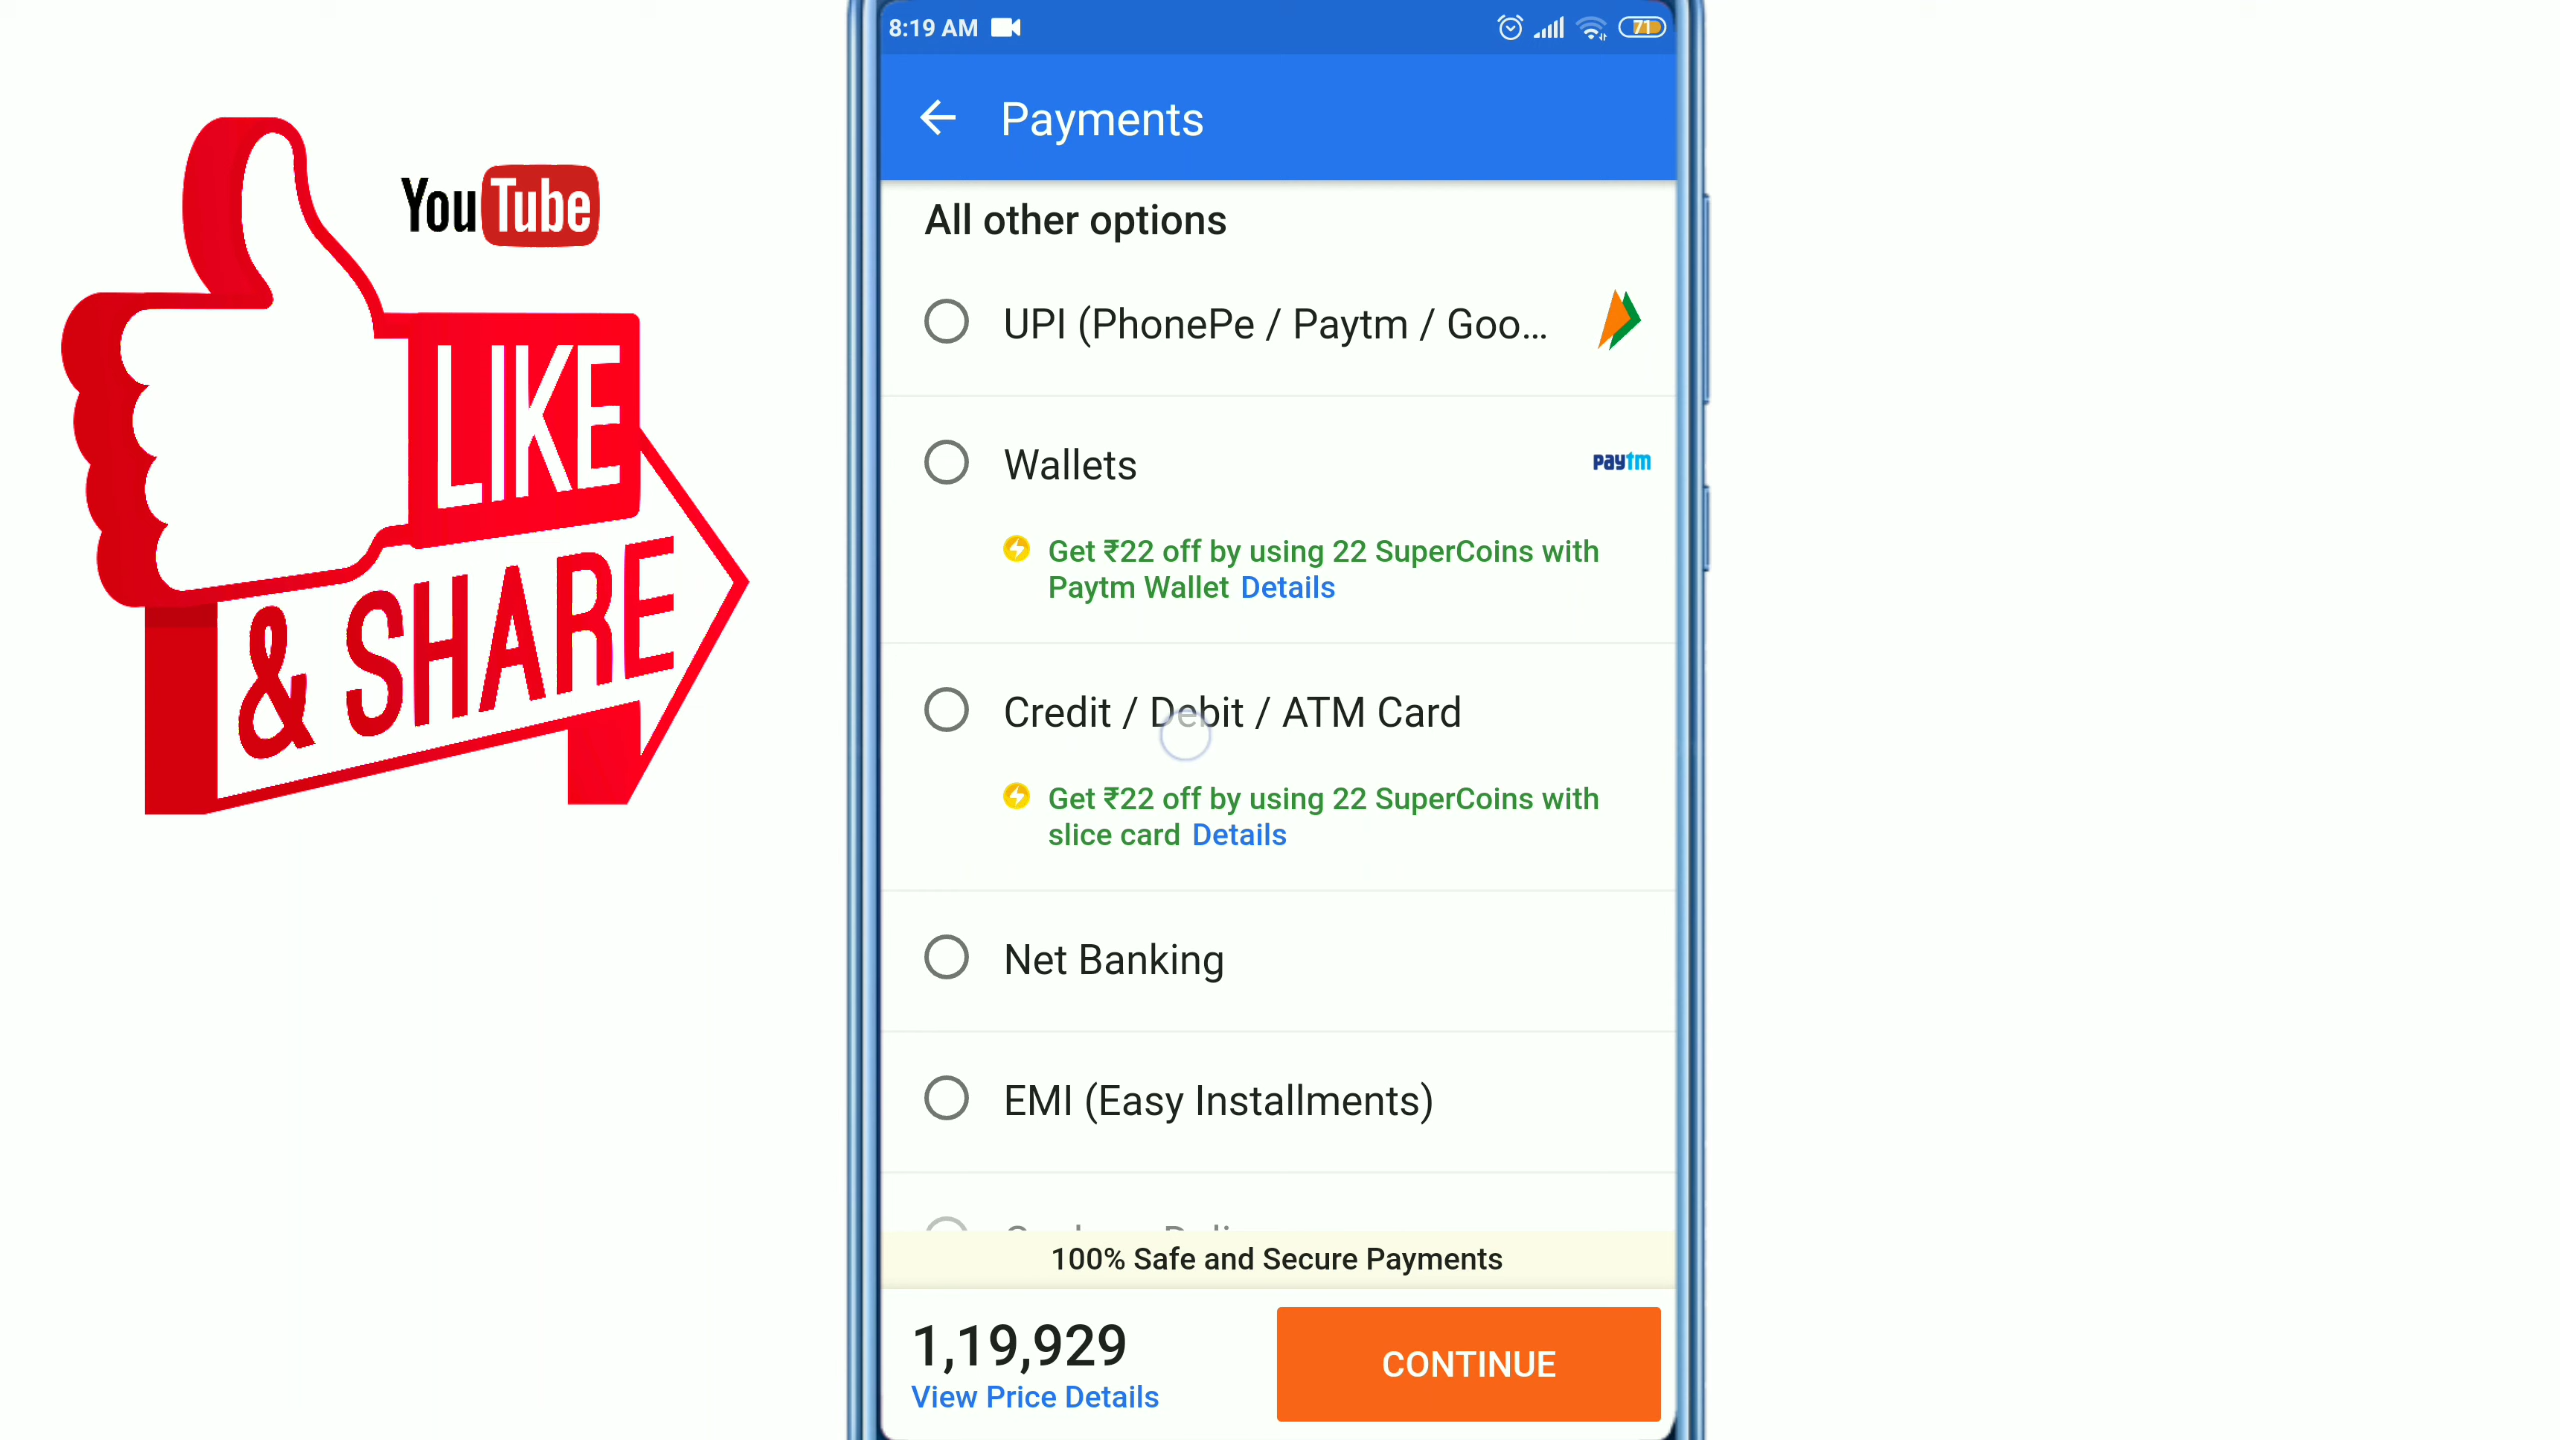 8:19 AM
71
Payments
YouTube
LIKE
& SHARE
All other options
UPI (PhonePe / Paytm / Goo...
Wallets
paytm
Get ₹22 off by using 22 SuperCoins with
Paytm Wallet Details
Credit / Debit / ATM Card
Get ₹22 off by using 22 SuperCoins with
slice card Details
Net Banking
EMI (Easy Installments)
100% Safe and Secure Payments
1,19,929
CONTINUE
View Price Details